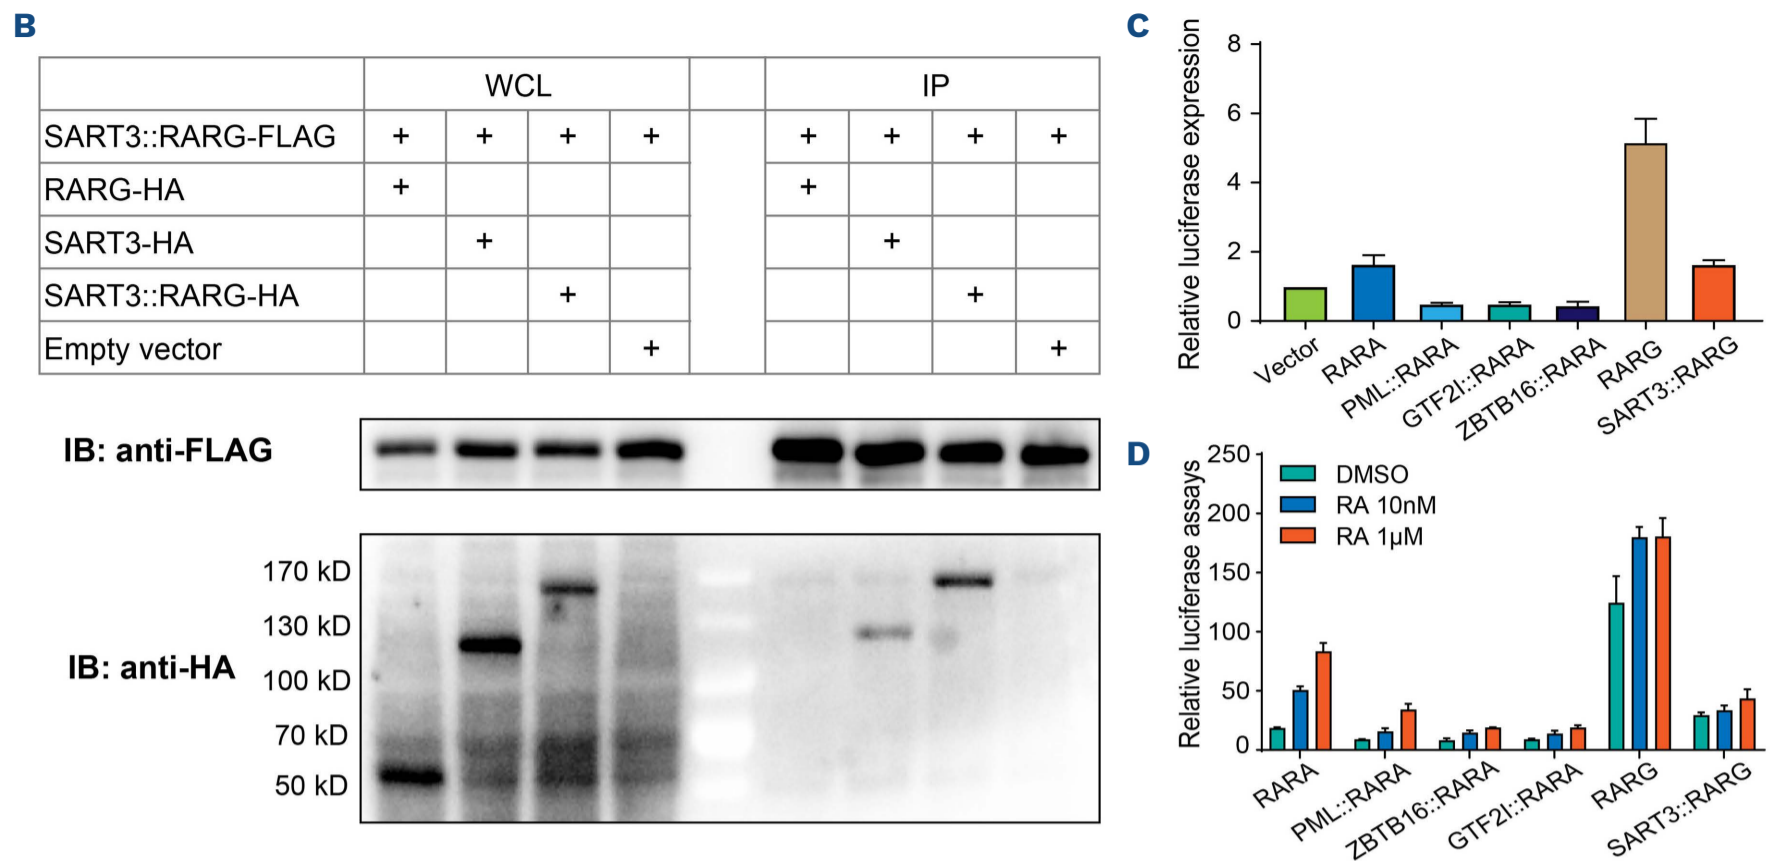 B
WCL IP
SART3::RARG-FLAG + + + + + + + +
RARG-HA + +
SART3-HA + +
SART3::RARG-HA + +
Empty vector + +
IB: anti-FLAG
IB: anti-HA
170 kD
130 kD
100 kD
70 kD
50 kD
C
Relative luciferase expression
8
6
4
2
0
Vector
RARA
PML::RARA
GTF2I::RARA
ZBTB16::RARA
RARG
SART3::RARG
D
Relative luciferase assays
250
200
150
100
50
0
DMSO
RA 10nM
RA 1µM
RARA
PML::RARA
ZBTB16::RARA
GTF2I::RARA
RARG
SART3::RARG